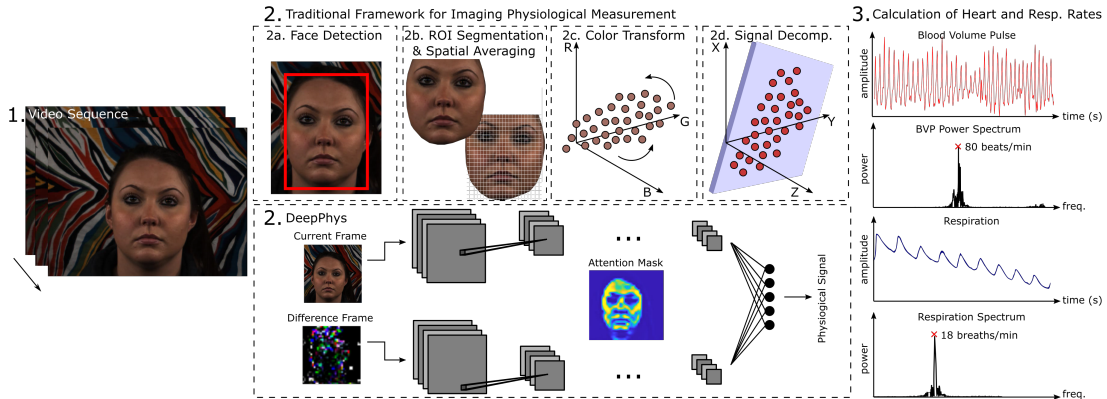 1. Video Sequence
2. Traditional Framework for Imaging Physiological Measurement
2a. Face Detection
2b. ROI Segmentation
& Spatial Averaging
2c. Color Transform
R
G
B
2d. Signal Decomp.
X
Y
Z
2. DeepPhys
Current Frame
Difference Frame
...
Attention Mask
...
Physiogical Signal
3. Calculation of Heart and Resp. Rates
Blood Volume Pulse
amplitude
time (s)
BVP Power Spectrum
80 beats/min
power
freq.
Respiration
amplitude
time (s)
Respiration Spectrum
18 breaths/min
power
freq.